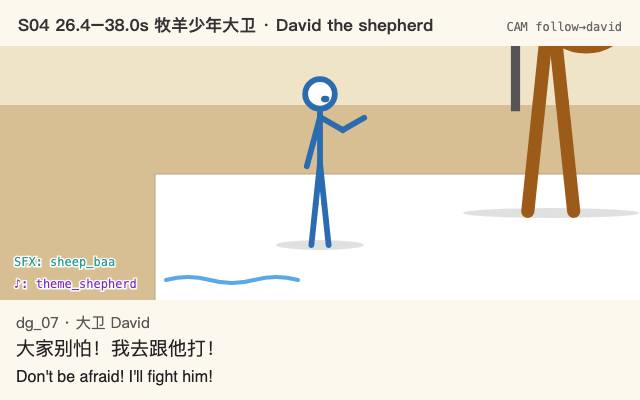 S04 26.4—38.0s 牧羊少年大卫 · David the shepherd
CAM follow→david
SFX: sheep_baa
♪: theme_shepherd
dg_07 · 大卫 David
大家别怕！我去跟他打！
Don't be afraid! I'll fight him!